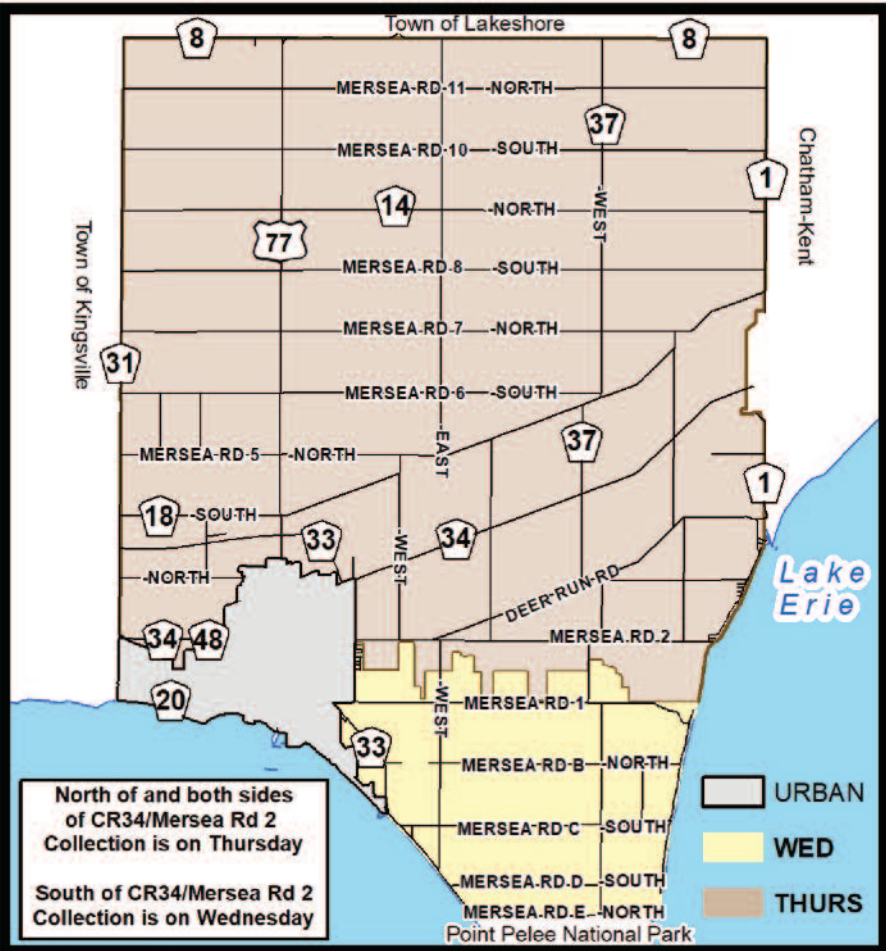 Town of Lakeshore
8
8
MERSEA RD 11 -NORTH
37
MERSEA RD 10 -SOUTH
Chatham-Kent
1
14
-NORTH
-WEST
77
Town of Kingsville
MERSEA RD 8 -SOUTH
MERSEA RD 7 -NORTH
31
MERSEA RD 6 -SOUTH
-EAST
37
MERSEA RD 5 -NORTH
1
18
-SOUTH
33
34
-WEST
-NORTH
DEER RUN RD
Lake
Erie
34
48
MERSEA RD 2
20
-WEST
MERSEA RD 1
33
MERSEA RD B -NORTH
MERSEA RD C -SOUTH
MERSEA RD D -SOUTH
MERSEA RD E -NORTH
Point Pelee National Park
North of and both sides
of CR34/Mersea Rd 2
Collection is on Thursday
South of CR34/Mersea Rd 2
Collection is on Wednesday
URBAN
WED
THURS